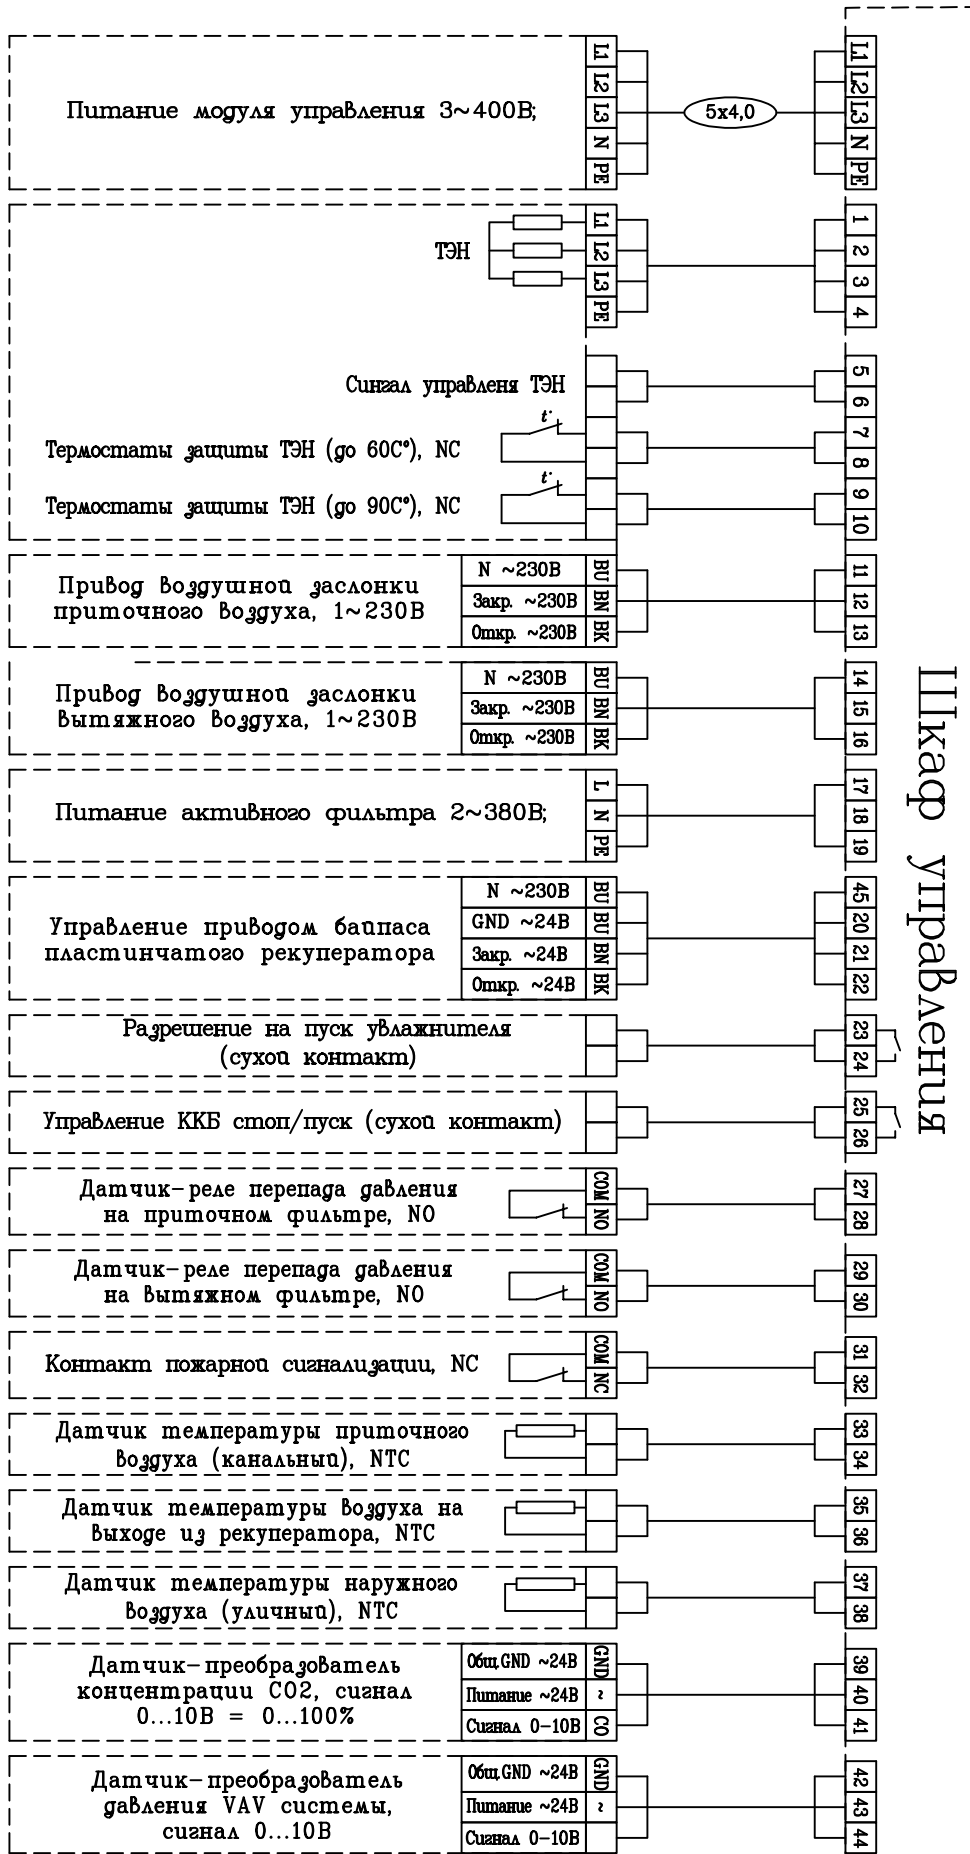 Питание модуля управления 3~400В;
L1
L2
L3
N
PE
5x4,0
L1
L2
L3
N
PE
ТЭН
L1
L2
L3
PE
1
2
3
4
Сингал управленя ТЭН
5
6
Термостаты защиты ТЭН (до 60С°), NC
t°
7
8
Термостаты защиты ТЭН (до 90С°), NC
t°
9
10
Привод воздушной заслонки
приточного воздуха, 1~230В
N ~230В
Закр. ~230В
Откр. ~230В
BU
BN
BK
11
12
13
Привод воздушной заслонки
вытяжного воздуха, 1~230В
N ~230В
Закр. ~230В
Откр. ~230В
BU
BN
BK
14
15
16
Питание активного фильтра 2~380В;
L
N
PE
17
18
19
Управление приводом байпаса
пластинчатого рекуператора
N ~230В
GND ~24В
Закр. ~24В
Откр. ~24В
BU
BU
BN
BK
45
20
21
22
Разрешение на пуск увлажнителя
(сухой контакт)
23
24
Управление ККБ стоп/пуск (сухой контакт)
25
26
Датчик-реле перепада давления
на приточном фильтре, NO
COM
NO
27
28
Датчик-реле перепада давления
на вытяжном фильтре, NO
COM
NO
29
30
Контакт пожарной сигнализации, NC
COM
NC
31
32
Датчик температуры приточного
воздуха (канальный), NTC
33
34
Датчик температуры воздуха на
выходе из рекуператора, NTC
35
36
Датчик температуры наружного
воздуха (уличный), NTC
37
38
Датчик-преобразователь
концентрации СО2, сигнал
0...10В = 0...100%
Общ.GND ~24В
Питание ~24В
Сигнал 0-10В
GND
~
CO
39
40
41
Датчик-преобразователь
давления VAV системы,
сигнал 0...10В
Общ.GND ~24В
Питание ~24В
Сигнал 0-10В
GND
~
42
43
44
Шкаф управления